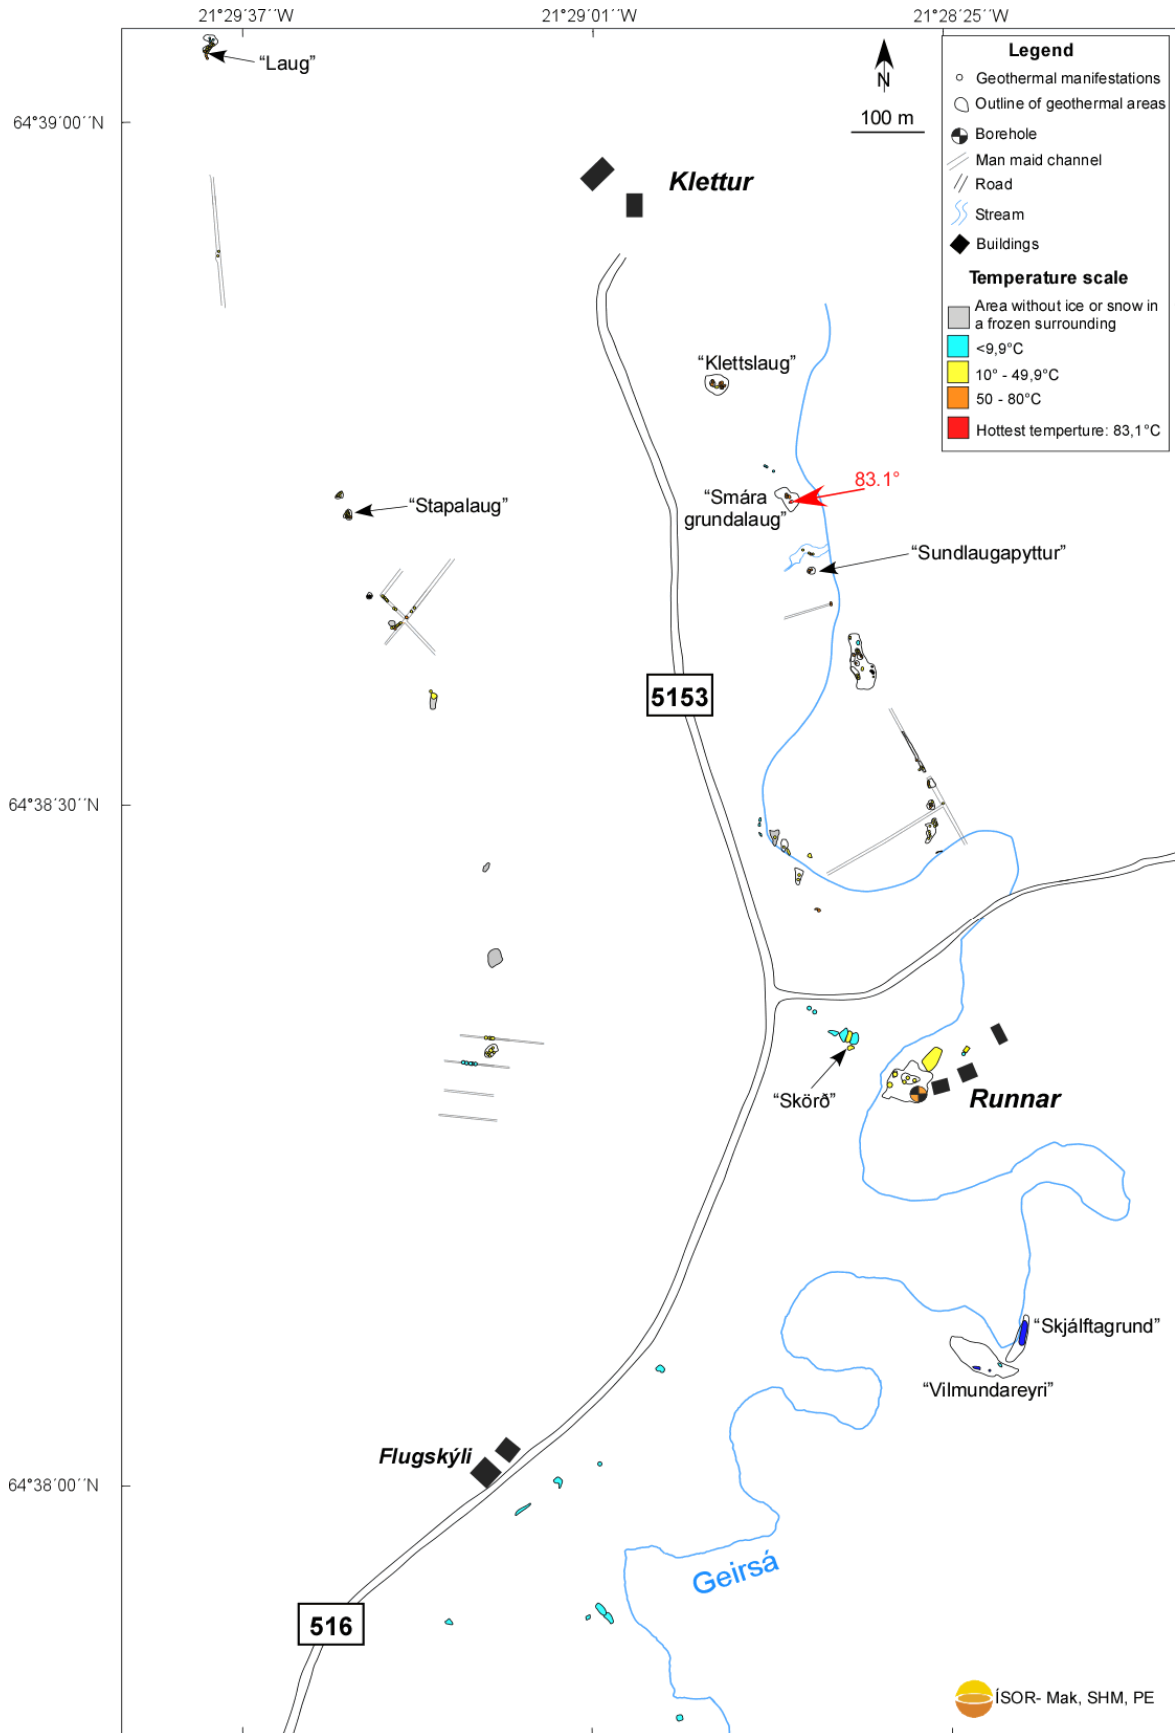 21°29´37´´W
21°29´01´´W
21°28´25´´W
“Laug”
N
100 m
Legend
Geothermal manifestations
Outline of geothermal areas
Borehole
Man maid channel
Road
Stream
Buildings
Temperature scale
Area without ice or snow in
a frozen surrounding
<9,9°C
10° - 49,9°C
50 - 80°C
Hottest temperture: 83,1°C
64°39´00´´N
Klettur
“Klettslaug”
83.1°
“Smára
grundalaug”
“Stapalaug”
“Sundlaugapyttur”
5153
64°38´30´´N
“Skörð”
Runnar
“Skjálftagrund”
“Vilmundareyri”
Flugskýli
64°38´00´´N
Geirsá
516
ÍSOR- Mak, SHM, PE